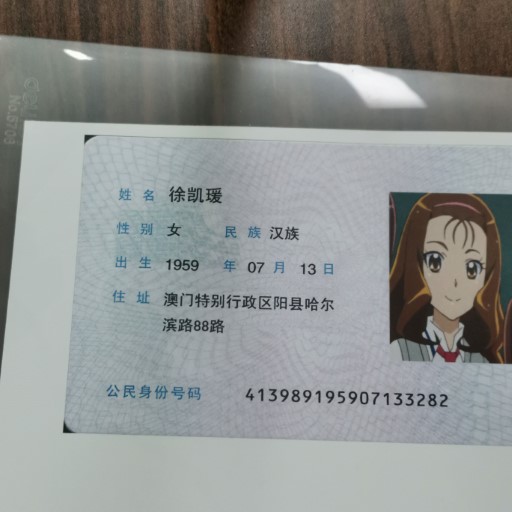 姓名 徐凯瑗
性别 女 民族 汉族
出生 1959 年 07 月 13 日
住址 澳门特别行政区阳县哈尔
滨路88路
公民身份号码 413989195907133282